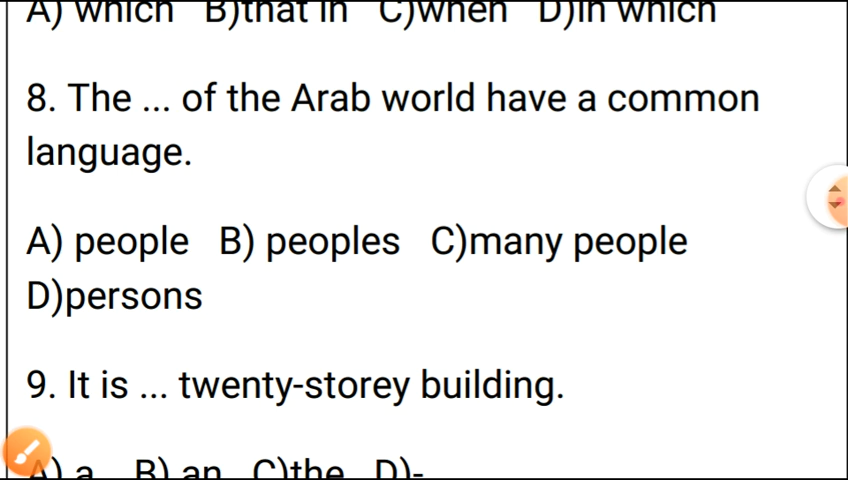 A) which B)that in C)when D)in which
8. The ... of the Arab world have a common
language.
A) people B) peoples C)many people
D)persons
9. It is ... twenty-storey building.
A) a B) an C)the D)-